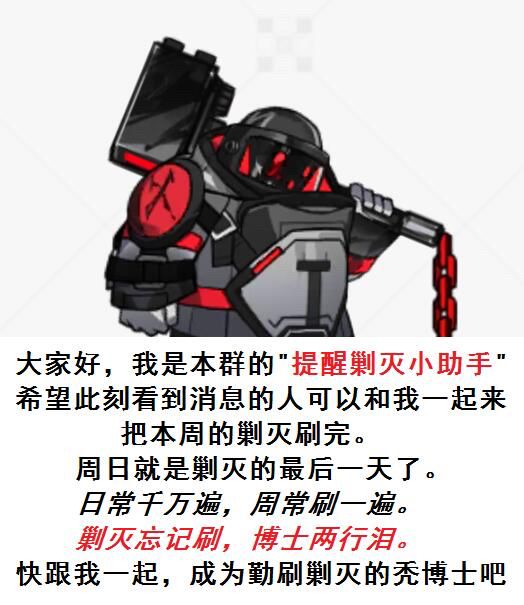 大家好，我是本群的"提醒剿灭小助手"
希望此刻看到消息的人可以和我一起来
把本周的剿灭刷完。
周日就是剿灭的最后一天了。
日常千万遍，周常刷一遍。
剿灭忘记刷，博士两行泪。
快跟我一起，成为勤刷剿灭的秃博士吧